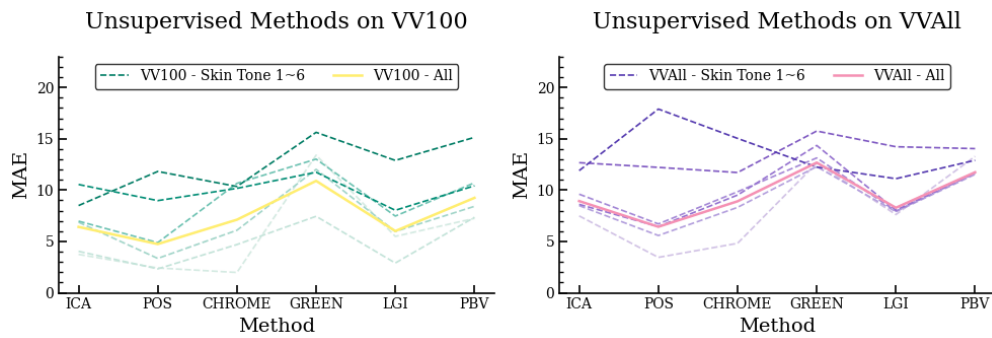 Unsupervised Methods on VV100
VV100 - Skin Tone 1~6
VV100 - All
MAE
20
15
10
5
0
ICA
POS
CHROME
GREEN
LGI
PBV
Method
Unsupervised Methods on VVAll
VVAll - Skin Tone 1~6
VVAll - All
MAE
20
15
10
5
0
ICA
POS
CHROME
GREEN
LGI
PBV
Method